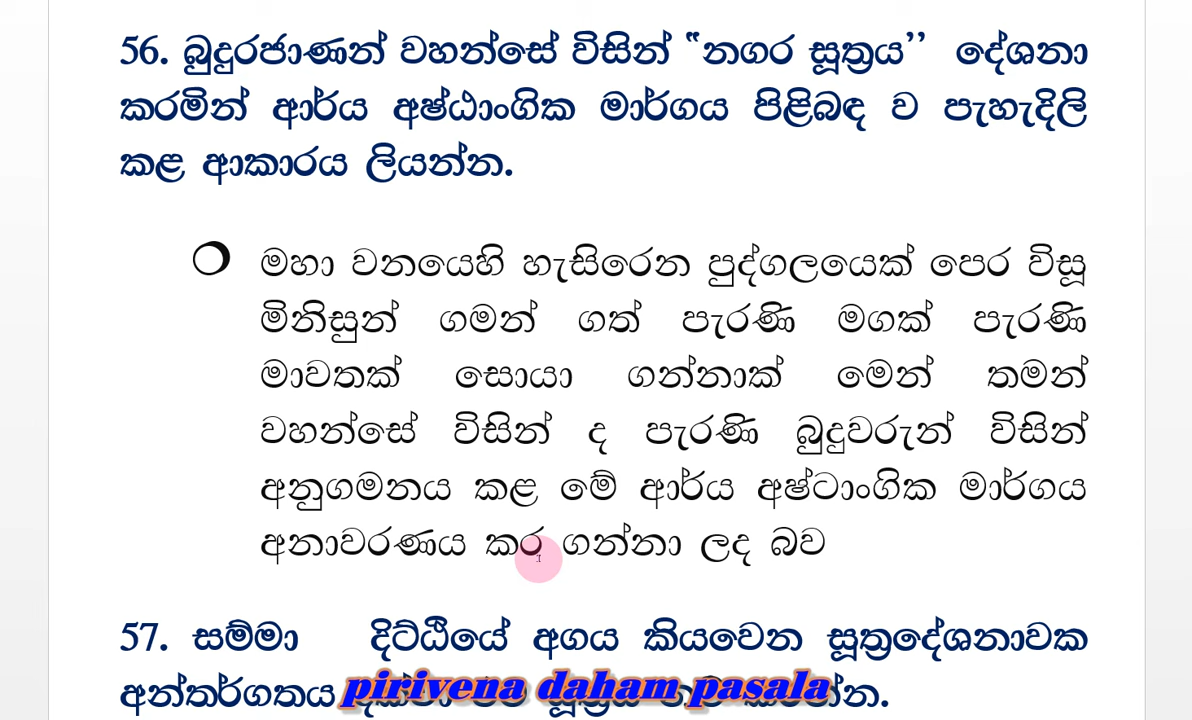 56. බුදුරජාණන් වහන්සේ විසින් “නගර සූත්‍රය’’ දේශනා
කරමින් ආර්ය අෂ්ඨාංගික මාර්ගය පිළිබඳ ව පැහැදිලි
කළ ආකාරය ලියන්න.
❍ මහා වනයෙහි හැසිරෙන පුද්ගලයෙක් පෙර විසූ
මිනිසුන් ගමන් ගත් පැරණි මගක් පැරණි
මාවතක් සොයා ගන්නාක් මෙන් තමන්
වහන්සේ විසින් ද පැරණි බුදුවරුන් විසින්
අනුගමනය කළ මේ ආර්ය අෂ්ටාංගික මාර්ගය
අනාවරණය කර ගන්නා ලද බව
57. සම්මා දිට්ඨියේ අගය කියවෙන සූත්‍රදේශනාවක
අන්තර්ගතය
pirivena daham pasala